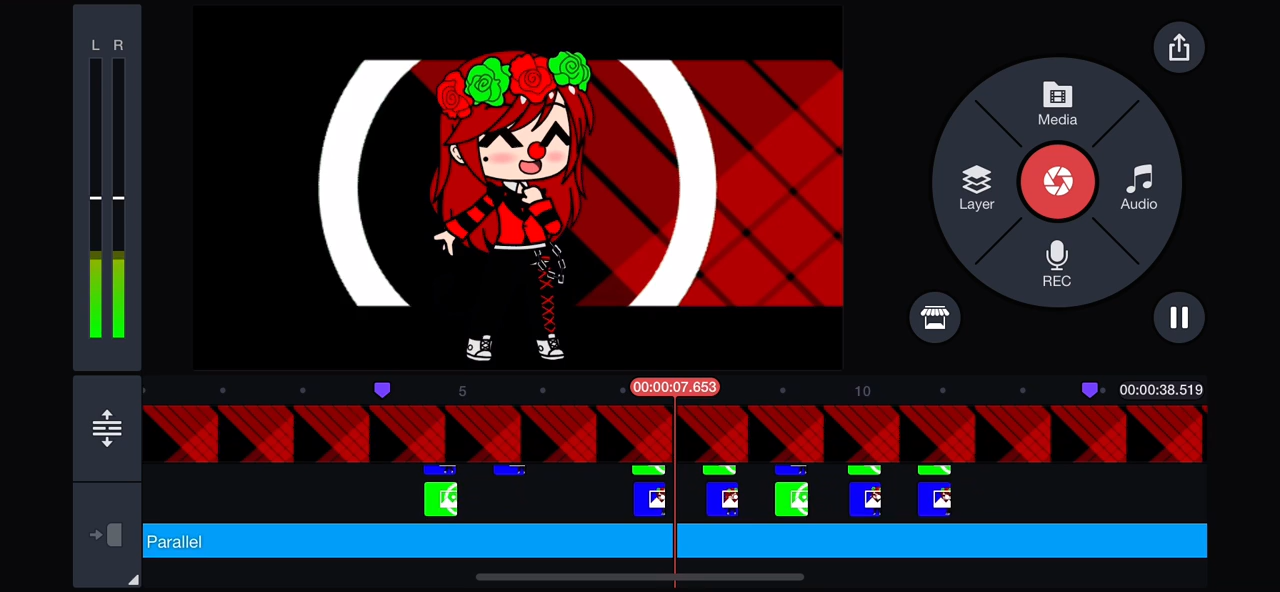 L R
Media
Layer
Audio
REC
5
00:00:07.653
10
00:00:38.519
Parallel